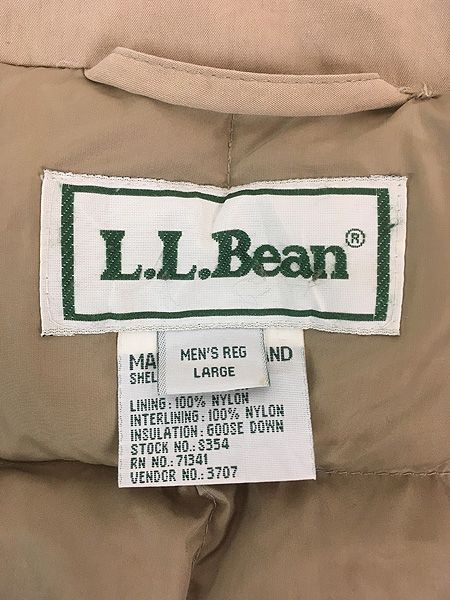 L.L.Bean®
MEN'S REG
LARGE
LINING: 100% NYLON
INTERLINING: 100% NYLON
INSULATION: GOOSE DOWN
STOCK NO.: S354
RN NO.: 71341
VENDOR NO.: 3707